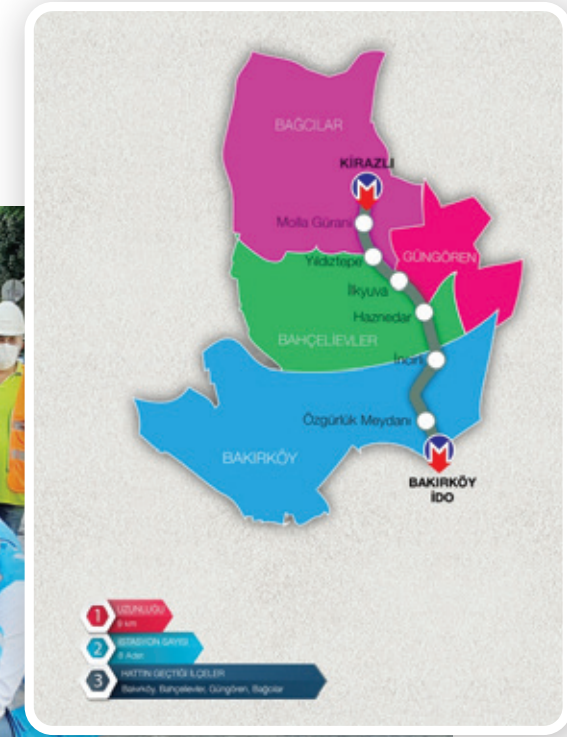 BAĞCILAR
KİRAZLI
M
Molla Gürani
GÜNGÖREN
Yıldıztepe
İlkyuva
Haznedar
BAHÇELİEVLER
İncirli
Özgürlük Meydanı
M
BAKIRKÖY
BAKIRKÖY
İDO
1
UZUNLUĞU
9 km
2
İSTASYON SAYISI
8 Adet
3
HATTIN GEÇTİĞİ İLÇELER
Bakırköy, Bahçelievler, Güngören, Bağcılar